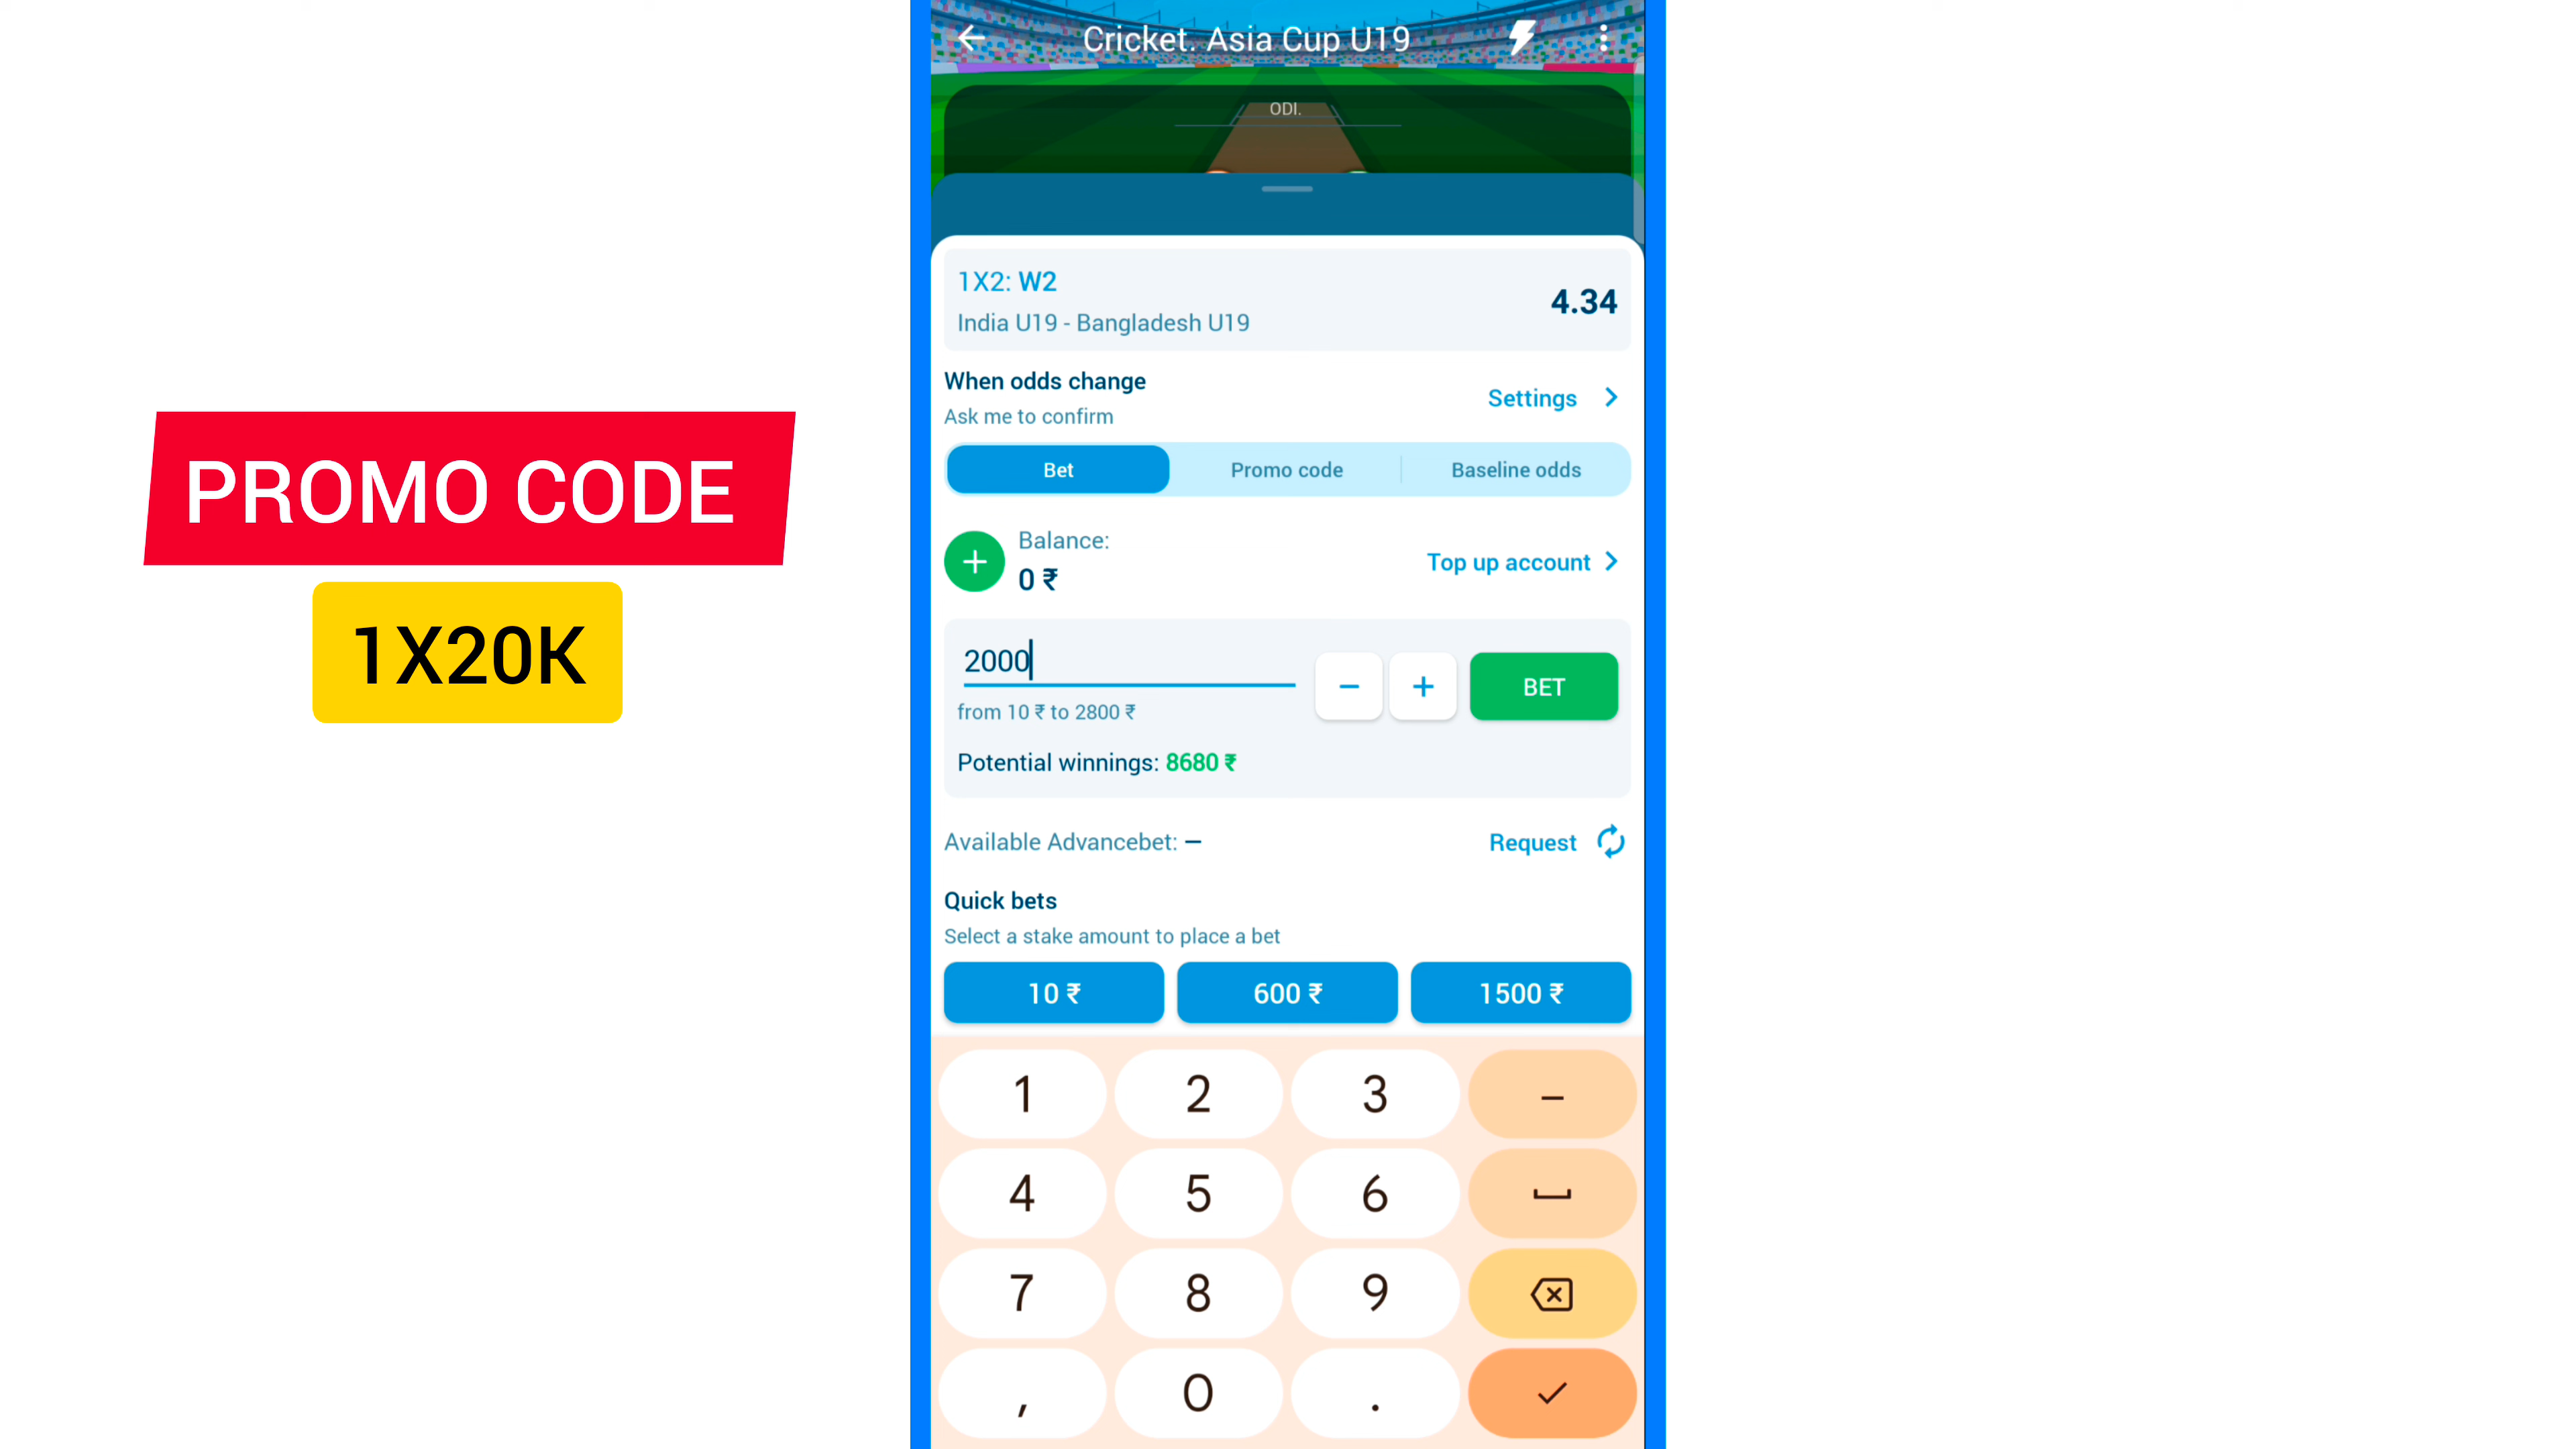 PROMO CODE
1X20K
Cricket. Asia Cup U19
ODI.
1X2: W2
India U19 - Bangladesh U19
4.34
When odds change
Ask me to confirm
Settings
Bet
Promo code
Baseline odds
Balance:
0 ₹
Top up account
2000
from 10 ₹ to 2800 ₹
BET
Potential winnings: 8680 ₹
Available Advancebet: –
Request
Quick bets
Select a stake amount to place a bet
10 ₹
600 ₹
1500 ₹
1 2 3 –
4 5 6
7 8 9
, 0 .